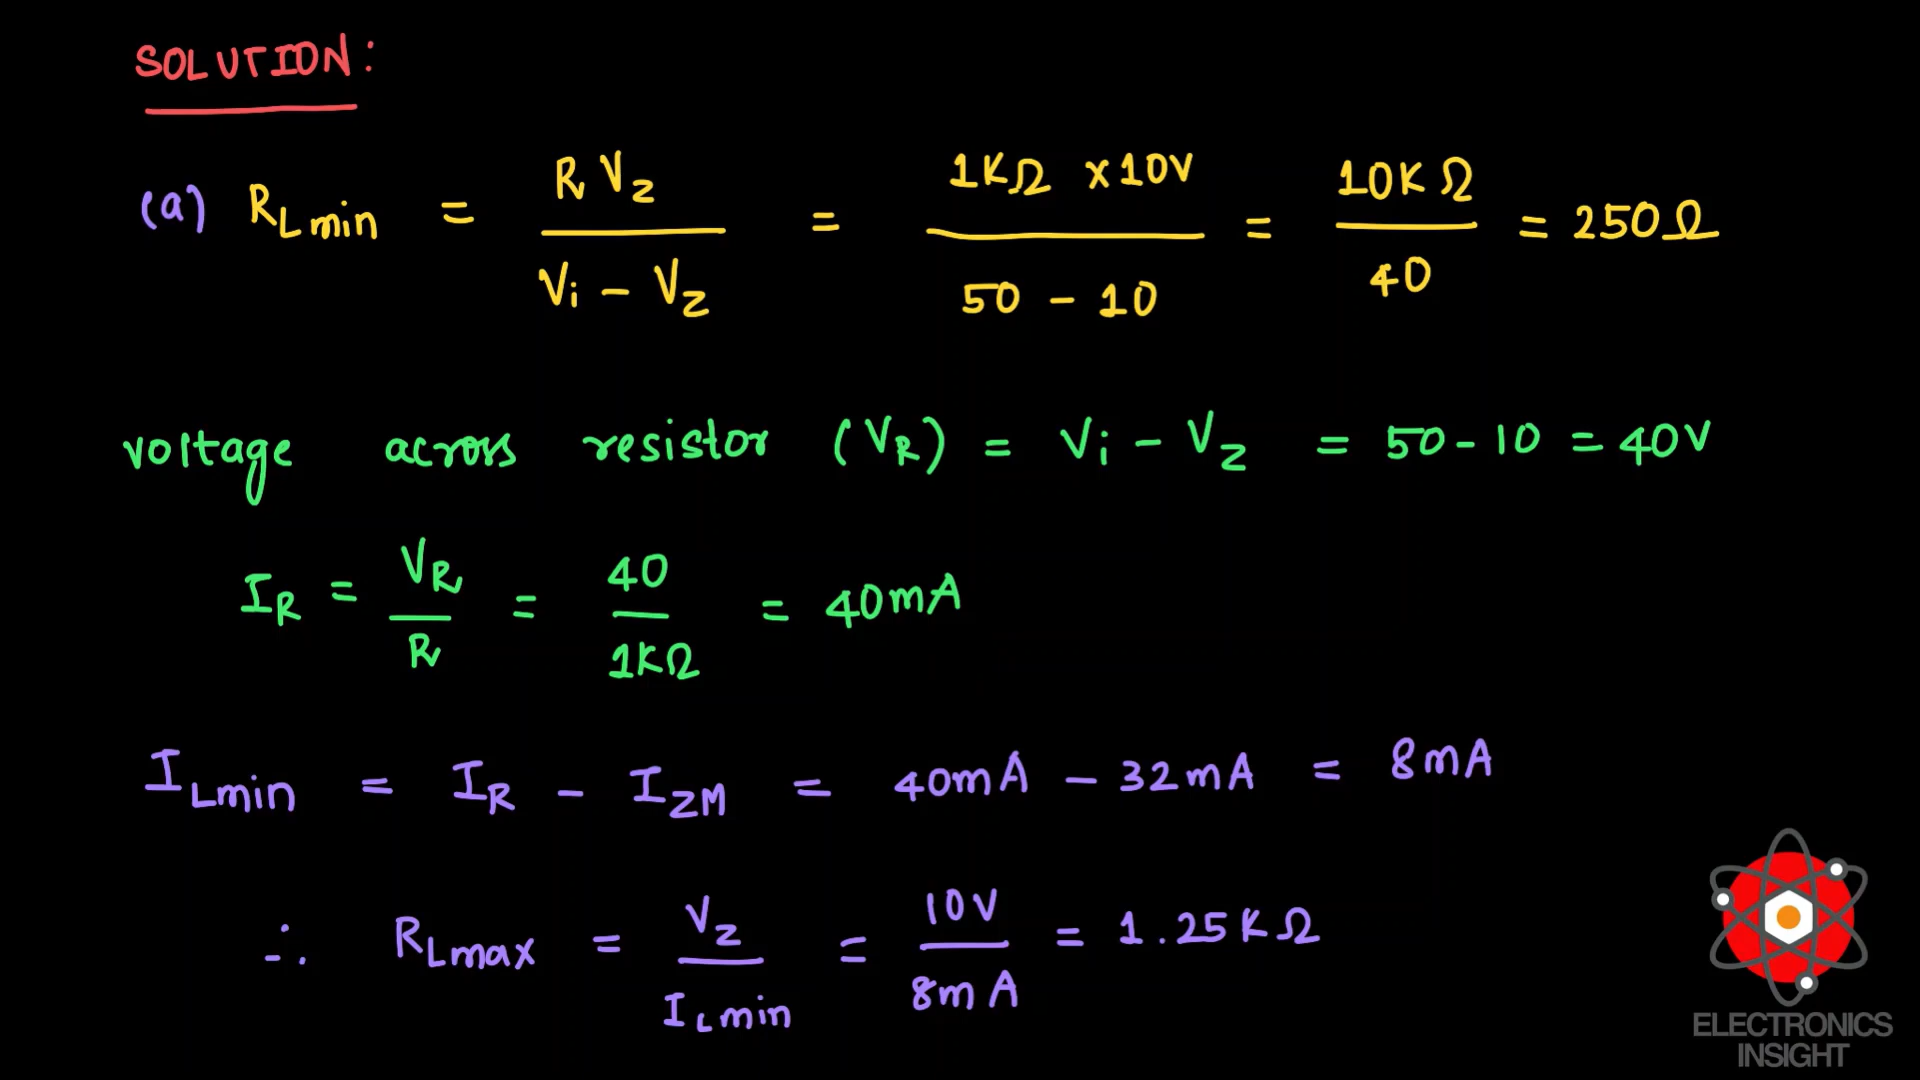 SOLUTION:
(a) RLmin = R Vz / Vi - Vz = 1KΩ x10V / 50 - 10 = 10KΩ / 40 = 250Ω
voltage across resistor (VR) = Vi - Vz = 50-10 = 40V
IR = VR / R = 40 / 1KΩ = 40mA
ILmin = IR - IZM = 40mA - 32mA = 8mA
∴ RLmax = Vz / ILmin = 10V / 8mA = 1.25KΩ
ELECTRONICS
INSIGHT